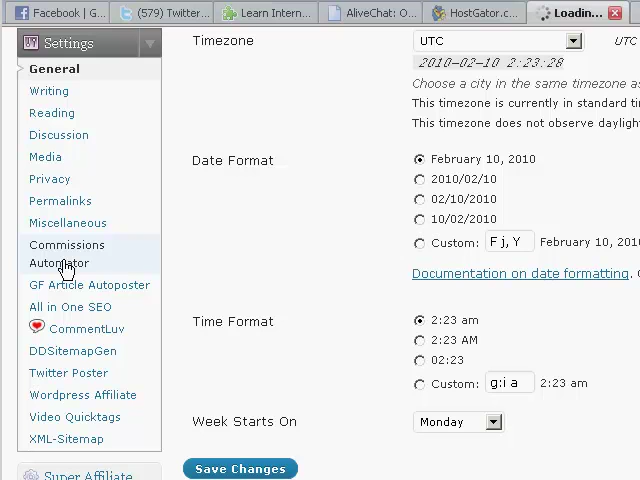 Facebook | G...
(579) Twitter...
Learn Intern...
AliveChat: O...
HostGator.c...
Loadin...
Settings
General
Writing
Reading
Discussion
Media
Privacy
Permalinks
Miscellaneous
Commissions
Automator
GF Article Autoposter
All in One SEO
CommentLuv
DDSitemapGen
Twitter Poster
Wordpress Affiliate
Video Quicktags
XML-Sitemap
Super Affiliate
Timezone
UTC
UTC
2010-02-10 2:23:28
Choose a city in the same timezone as
This timezone is currently in standard ti
This timezone does not observe daylight
Date Format
February 10, 2010
2010/02/10
02/10/2010
10/02/2010
Custom: F j, Y February 10, 2010
Documentation on date formatting.
Time Format
2:23 am
2:23 AM
02:23
Custom: g:i a 2:23 am
Week Starts On
Monday
Save Changes